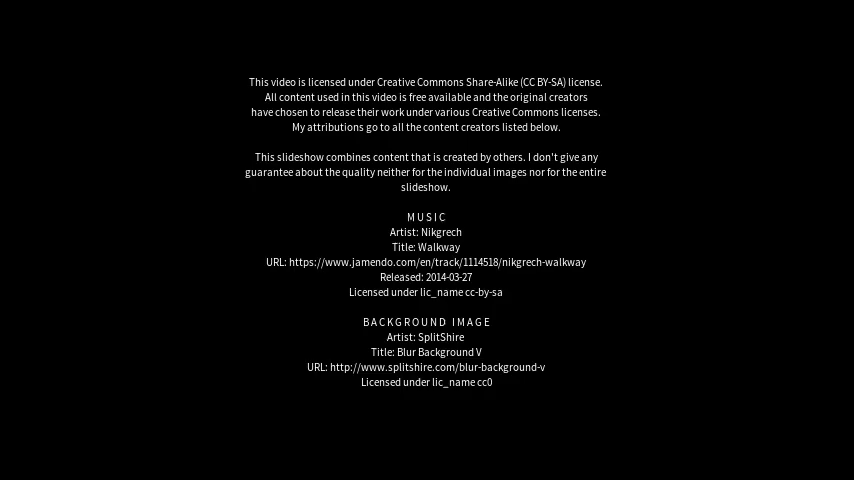 This video is licensed under Creative Commons Share-Alike (CC BY-SA) license.
All content used in this video is free available and the original creators
have chosen to release their work under various Creative Commons licenses.
My attributions go to all the content creators listed below.
This slideshow combines content that is created by others. I don't give any
guarantee about the quality neither for the individual images nor for the entire
slideshow.
MUSIC
Artist: Nikgrech
Title: Walkway
URL: https://www.jamendo.com/en/track/1114518/nikgrech-walkway
Released: 2014-03-27
Licensed under lic_name cc-by-sa
BACKGROUND IMAGE
Artist: SplitShire
Title: Blur Background V
URL: http://www.splitshire.com/blur-background-v
Licensed under lic_name cc0